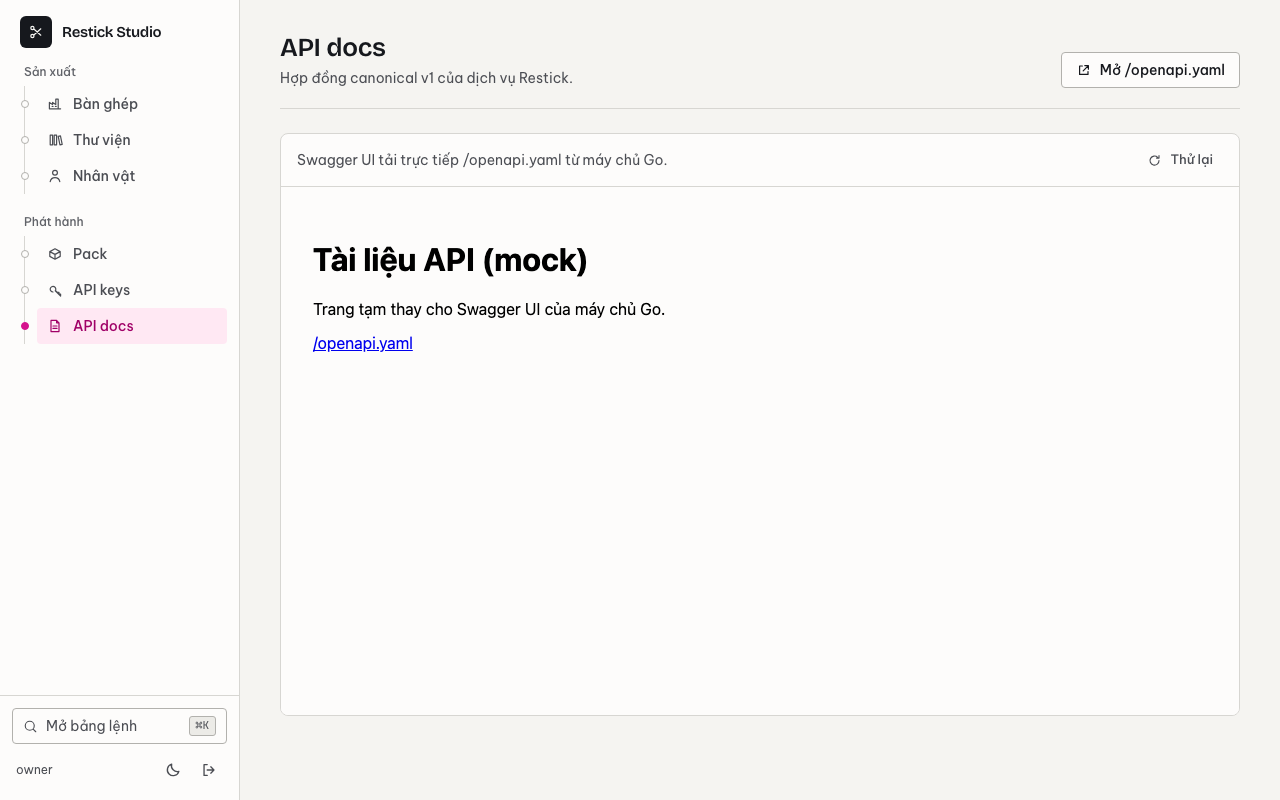 Restick Studio
Sản xuất
Bàn ghép
Thư viện
Nhân vật
Phát hành
Pack
API keys
API docs
Mở bảng lệnh ⌘K
owner
API docs
Hợp đồng canonical v1 của dịch vụ Restick.
Mở /openapi.yaml
Swagger UI tải trực tiếp /openapi.yaml từ máy chủ Go.
Thử lại
Tài liệu API (mock)
Trang tạm thay cho Swagger UI của máy chủ Go.
/openapi.yaml